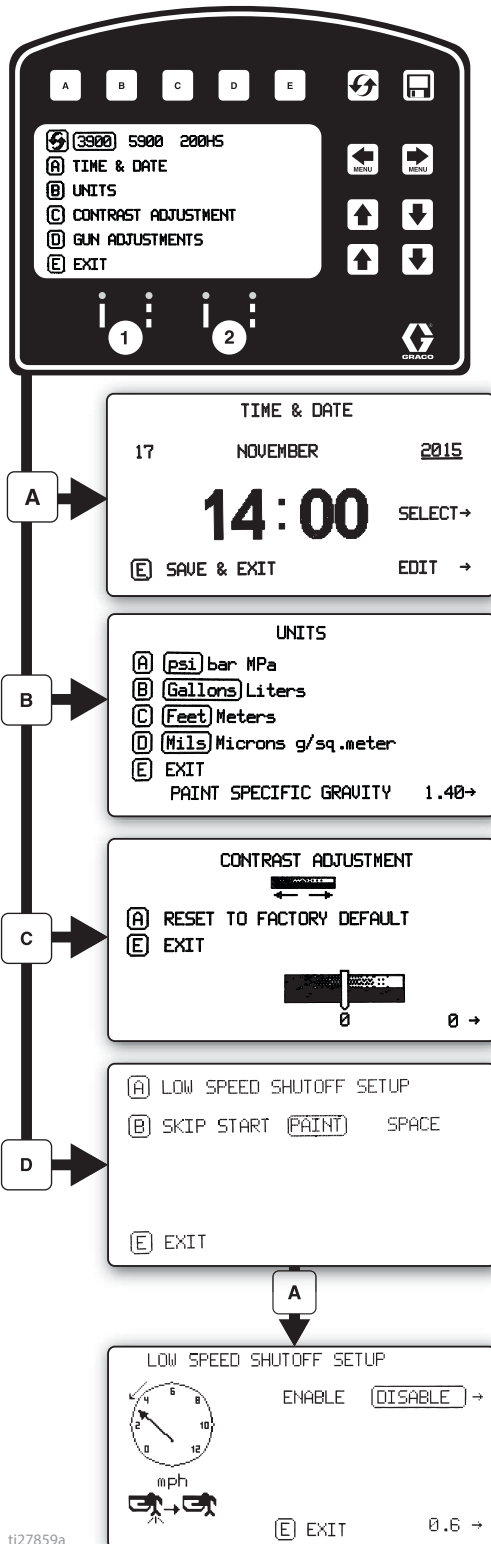 A B C D E
3900 5900 200HS
A TIME & DATE
B UNITS
C CONTRAST ADJUSTMENT
D GUN ADJUSTMENTS
E EXIT
MENU MENU
1 2
GRACO
A
TIME & DATE
17 NOVEMBER 2015
14:00 SELECT→
E SAVE & EXIT EDIT →
B
UNITS
A psi bar MPa
B Gallons Liters
C Feet Meters
D Mils Microns g/sq.meter
E EXIT
PAINT SPECIFIC GRAVITY 1.40→
C
CONTRAST ADJUSTMENT
A RESET TO FACTORY DEFAULT
E EXIT
0 0 →
D
A LOW SPEED SHUTOFF SETUP
B SKIP START PAINT SPACE
E EXIT
A
LOW SPEED SHUTOFF SETUP
ENABLE DISABLE →
0 2 4 6 8 10 12
mph
E EXIT 0.6 →
ti27859a